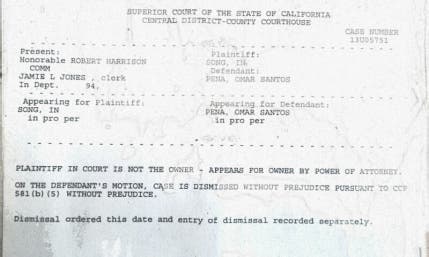 SUPERIOR COURT OF THE STATE OF CALIFORNIA
CENTRAL DISTRICT-COUNTY COURTHOUSE
CASE NUMBER
13U05751
Present:
Honorable ROBERT HARRISON
COMM
JAMIE L JONES , clerk
In Dept. 94,
Plaintiff:
SONG, IN
Defendant:
PENA, OMAR SANTOS
Appearing for Plaintiff:
SONG, IN
in pro per
Appearing for Defendant:
PENA, OMAR SANTOS
in pro per
PLAINTIFF IN COURT IS NOT THE OWNER - APPEARS FOR OWNER BY POWER OF ATTORNEY.
ON THE DEFENDANT'S MOTION, CASE IS DISMISSED WITHOUT PREJUDICE PURSUANT TO CCP
581(b)(5) WITHOUT PREJUDICE.
Dismissal ordered this date and entry of dismissal recorded separately.